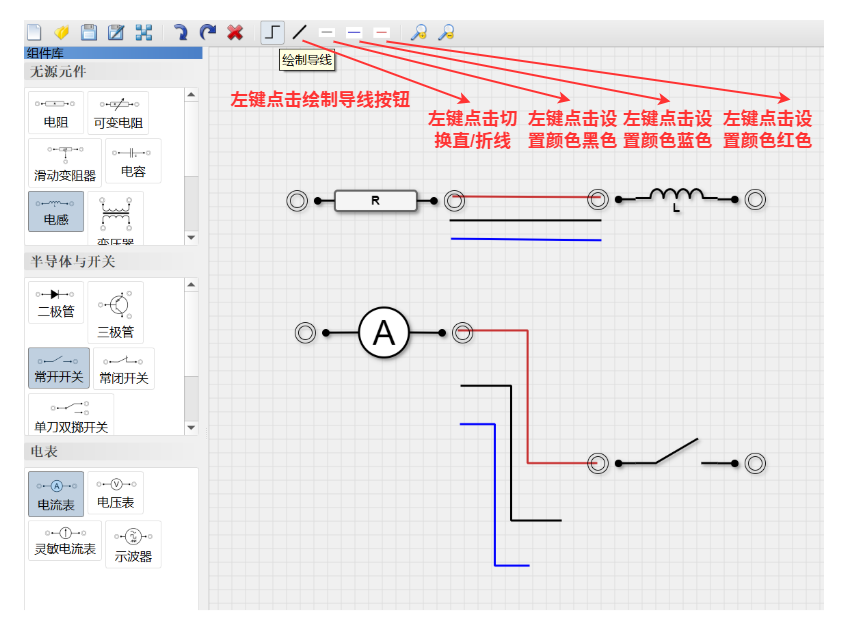 组件库
绘制导线
无源元件
左键点击绘制导线按钮
左键点击切
换直/折线
左键点击设
置颜色黑色
左键点击设
置颜色蓝色
左键点击设
置颜色红色
电阻
可变电阻
滑动变阻器
电容
电感
变压器
半导体与开关
二极管
三极管
常开开关
常闭开关
单刀双掷开关
电表
A
电流表
V
电压表
灵敏电流表
示波器
R
L
A